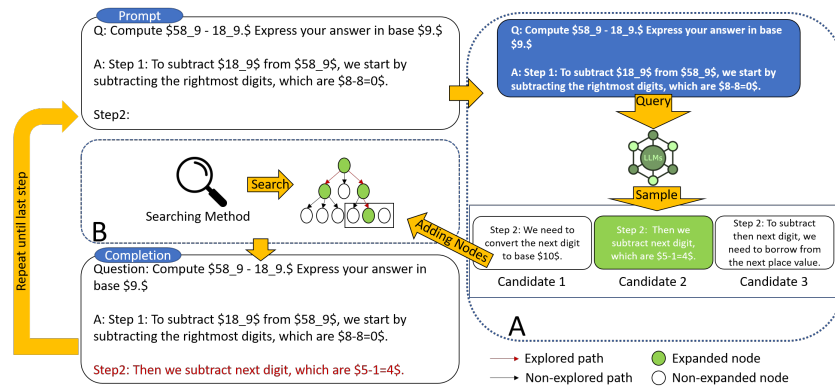 Prompt
Q: Compute $58_9 - 18_9.$ Express your answer in base $9.$
A: Step 1: To subtract $18_9$ from $58_9$, we start by
subtracting the rightmost digits, which are $8-8=0$.
Step2:
Q: Compute $58_9 - 18_9.$ Express your answer in base
$9.$
A: Step 1: To subtract $18_9$ from $58_9$, we start by
subtracting the rightmost digits, which are $8-8=0$.
Query
LLMs
Sample
Step 2: We need to
convert the next digit
to base $10$.
Candidate 1
Step 2: Then we
subtract next digit,
which are $5-1=4$.
Candidate 2
Step 2: To subtract
then next digit, we
need to borrow from
the next place value.
Candidate 3
A
Adding Nodes
Searching Method
Search
B
Completion
Question: Compute $58_9 - 18_9.$ Express your answer in
base $9.$
A: Step 1: To subtract $18_9$ from $58_9$, we start by
subtracting the rightmost digits, which are $8-8=0$.
Step2: Then we subtract next digit, which are $5-1=4$.
Repeat until last step
Explored path
Expanded node
Non-explored path
Non-expanded node